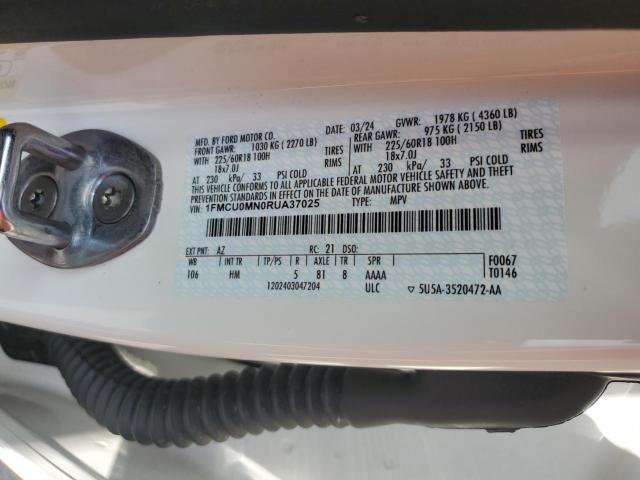 MFD. BY FORD MOTOR CO. 03/24 GVWR: 1978 KG ( 4360 LB)
FRONT GAWR: 1030 KG ( 2270 LB) REAR GAWR: 975 KG ( 2150 LB)
WITH 225/60R18 100H TIRES WITH 225/60R18 100H TIRES
18x7.0J RIMS 18x7.0J RIMS
AT 230 kPa/ 33 PSI COLD AT 230 kPa/ 33 PSI COLD
THIS VEHICLE CONFORMS TO ALL APPLICABLE FEDERAL MOTOR VEHICLE SAFETY AND THEFT
PREVENTION STANDARDS IN EFFECT ON THE DATE OF MANUFACTURE SHOWN ABOVE.
VIN: 1FMCU0MN0RUA37025 TYPE: MPV
EXT PNT: AZ RC: 21 DSO:
WB INT TR TP/PS R AXLE TR SPR F0067
106 HM 5 81 8 AAAA T0146
1202403047204 ULC ▽ 5U5A-3520472-AA